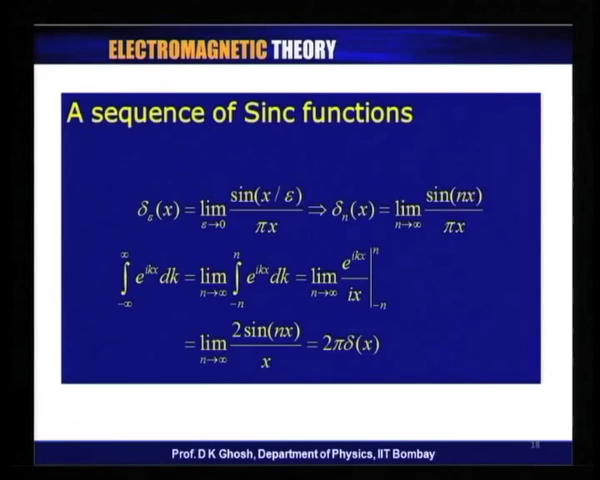 ELECTROMAGNETIC THEORY
A sequence of Sinc functions
δ_ε(x) = lim_{ε→0} sin(x / ε) / πx ⇒ δ_n(x) = lim_{n→∞} sin(nx) / πx
∫_{-∞}^{∞} e^{ikx} dk = lim_{n→∞} ∫_{-n}^{n} e^{ikx} dk = lim_{n→∞} e^{ikx} / ix |_{-n}^{n}
= lim_{n→∞} 2 sin(nx) / x = 2πδ(x)
18
Prof. D K Ghosh, Department of Physics, IIT Bombay